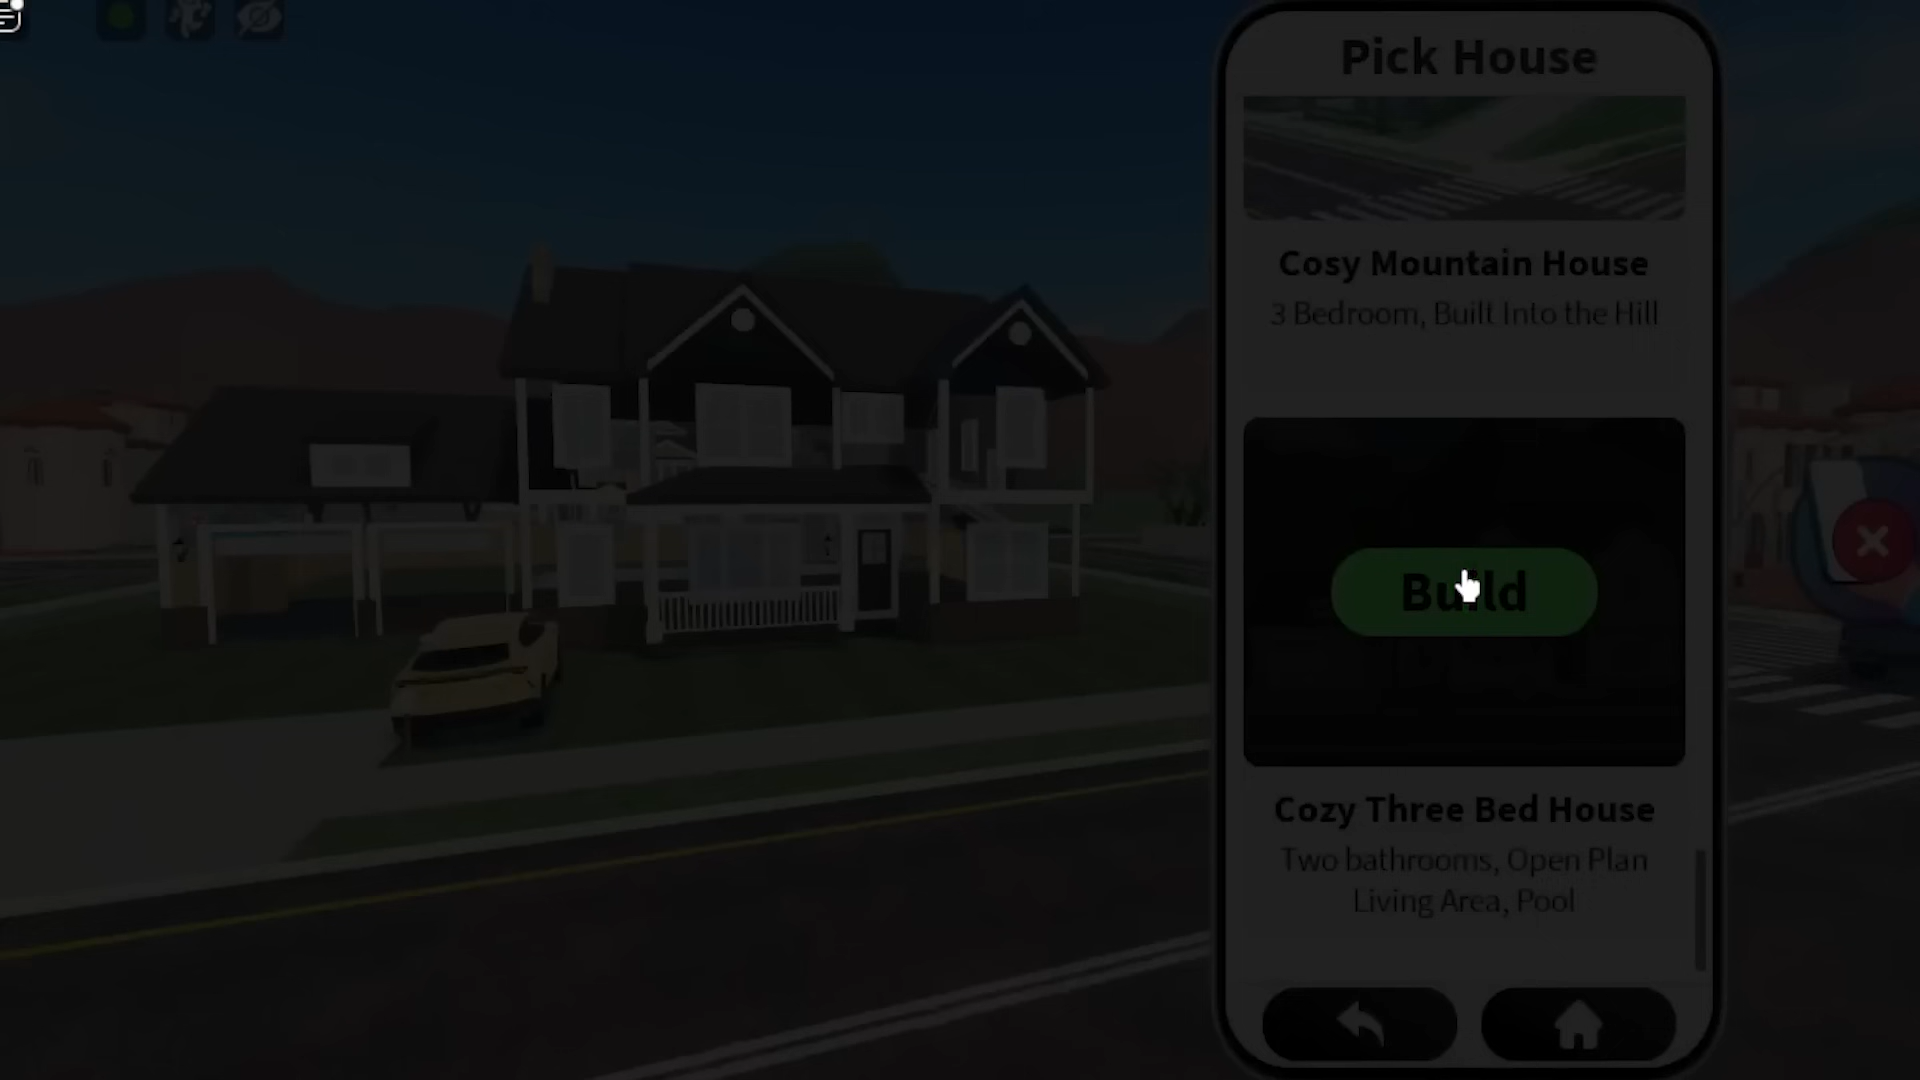 Pick House
Cosy Mountain House
3 Bedroom, Built Into the Hill
Build
Cozy Three Bed House
Two bathrooms, Open Plan
Living Area, Pool